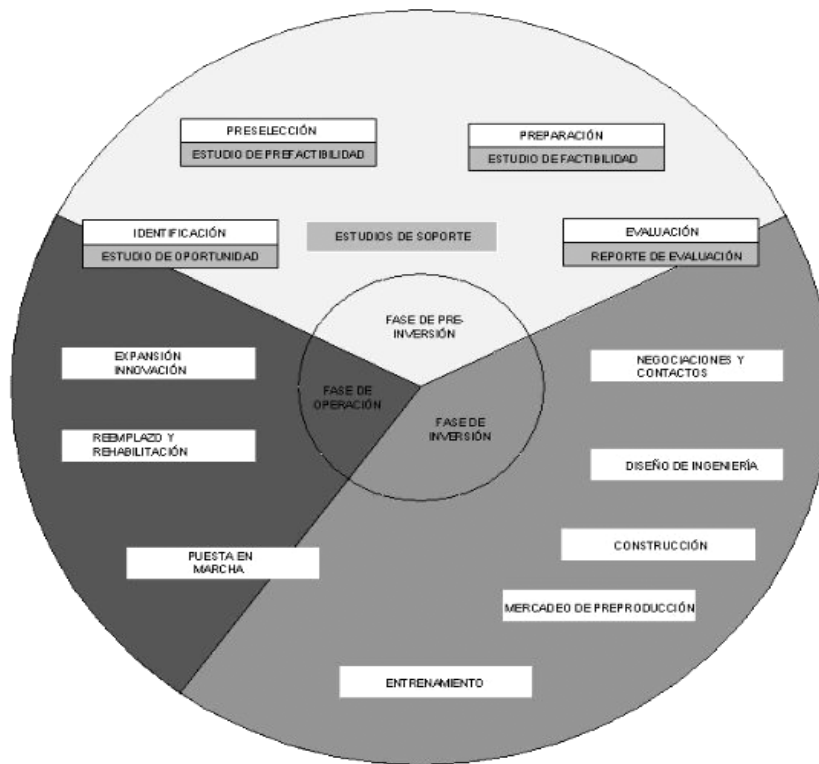 PRESELECCIÓN
ESTUDIO DE PREFACTIBILIDAD
PREPARACIÓN
ESTUDIO DE FACTIBILIDAD
IDENTIFICACIÓN
ESTUDIO DE OPORTUNIDAD
ESTUDIOS DE SOPORTE
EVALUACIÓN
REPORTE DE EVALUACIÓN
FASE DE PRE-
INVERSIÓN
FASE DE
OPERACIÓN
FASE DE
INVERSIÓN
EXPANSIÓN
INNOVACIÓN
REEMPLAZO Y
REHABILITACIÓN
PUESTA EN
MARCHA
NEGOCIACIONES Y
CONTACTOS
DISEÑO DE INGENIERÍA
CONSTRUCCIÓN
MERCADEO DE PREPRODUCCIÓN
ENTRENAMIENTO